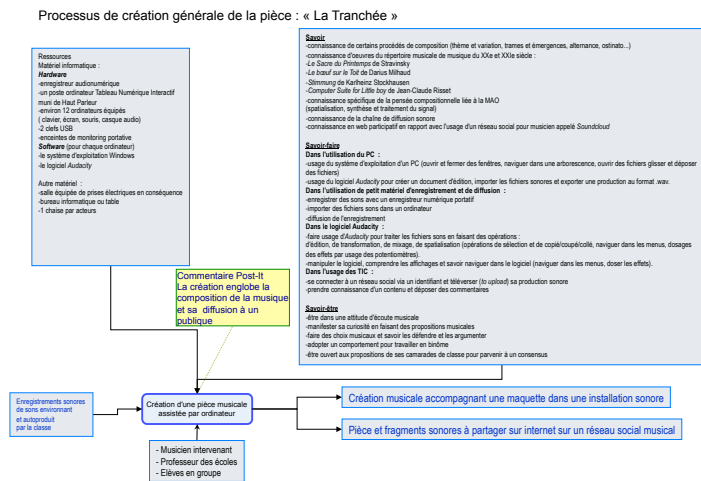 Processus de création générale de la pièce : « La Tranchée »
Ressources
Matériel informatique :
Hardware
-enregistreur audionumérique
-un poste ordinateur Tableau Numérique Interactif
muni de Haut Parleur
-environ 12 ordinateurs équipés
( clavier, écran, souris, casque audio)
-2 clefs USB
-enceintes de monitoring portative
Software (pour chaque ordinateur)
-le système d'exploitation Windows
-le logiciel Audacity
Autre matériel :
-salle équipée de prises électriques en conséquence
-bureau informatique ou table
-1 chaise par acteurs
Savoir
-connaissance de certains procédés de composition (thème et variation, trames et émergences, alternance, ostinato...)
-connaissance d'oeuvres du répertoire musicale de musique du XXe et XXIe siècle :
-Le Sacre du Printemps de Stravinsky
-Le bœuf sur le Toit de Darius Milhaud
-Stimmung de Karlheinz Stockhausen
-Computer Suite for Little boy de Jean-Claude Risset
-connaissance spécifique de la pensée compositionnelle liée à la MAO
(spatialisation, synthèse et traitement du signal)
-connaissance de la chaîne de diffusion sonore
-connaissance en web participatif en rapport avec l'usage d'un réseau social pour musicien appelé Soundcloud
Savoir-faire
Dans l'utilisation du PC :
-usage du système d'exploitation d'un PC (ouvrir et fermer des fenêtres, naviguer dans une arborescence, ouvrir des fichiers glisser et déposer
des fichiers)
-usage du logiciel Audacity pour créer un document d'édition, importer les fichiers sonores et exporter une production au format .wav.
Dans l'utilisation de petit matériel d'enregistrement et de diffusion :
-enregistrer des sons avec un enregistreur numérique portatif
-importer des fichiers sons dans un ordinateur
-diffusion de l'enregistrement
Dans le logiciel Audacity :
-faire usage d'Audacity pour traiter les fichiers sons en faisant des opérations :
d'édition, de transformation, de mixage, de spatialisation (opérations de sélection et de copié/coupé/collé, naviguer dans les menus, dosages
des effets par usage des potentiomètres).
-manipuler le logiciel, comprendre les affichages et savoir naviguer dans le logiciel (naviguer dans les menus, doser les effets).
Dans l'usage des TIC :
-se connecter à un réseau social via un identifiant et téléverser (to upload) sa production sonore
-prendre connaissance d'un contenu et déposer des commentaires
Savoir-être
-être dans une attitude d'écoute musicale
-manifester sa curiosité en faisant des propositions musicales
-faire des choix musicaux et savoir les défendre et les argumenter
-adopter un comportement pour travailler en binôme
-être ouvert aux propositions de ses camarades de classe pour parvenir à un consensus
Commentaire Post-It
La création englobe la
composition de la musique
et sa diffusion à un
publique
Enregistrements sonores
de sons environnant
et autoproduit
par la classe
Création d'une pièce musicale
assistée par ordinateur
Création musicale accompagnant une maquette dans une installation sonore
Pièce et fragments sonores à partager sur internet sur un réseau social musical
- Musicien intervenant
- Professeur des écoles
- Elèves en groupe